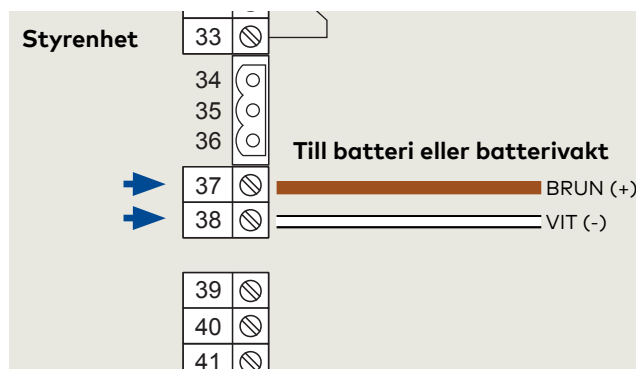 Styrenhet
33
34
35
36
Till batteri eller batterivakt
37
BRUN (+)
38
VIT (-)
39
40
41